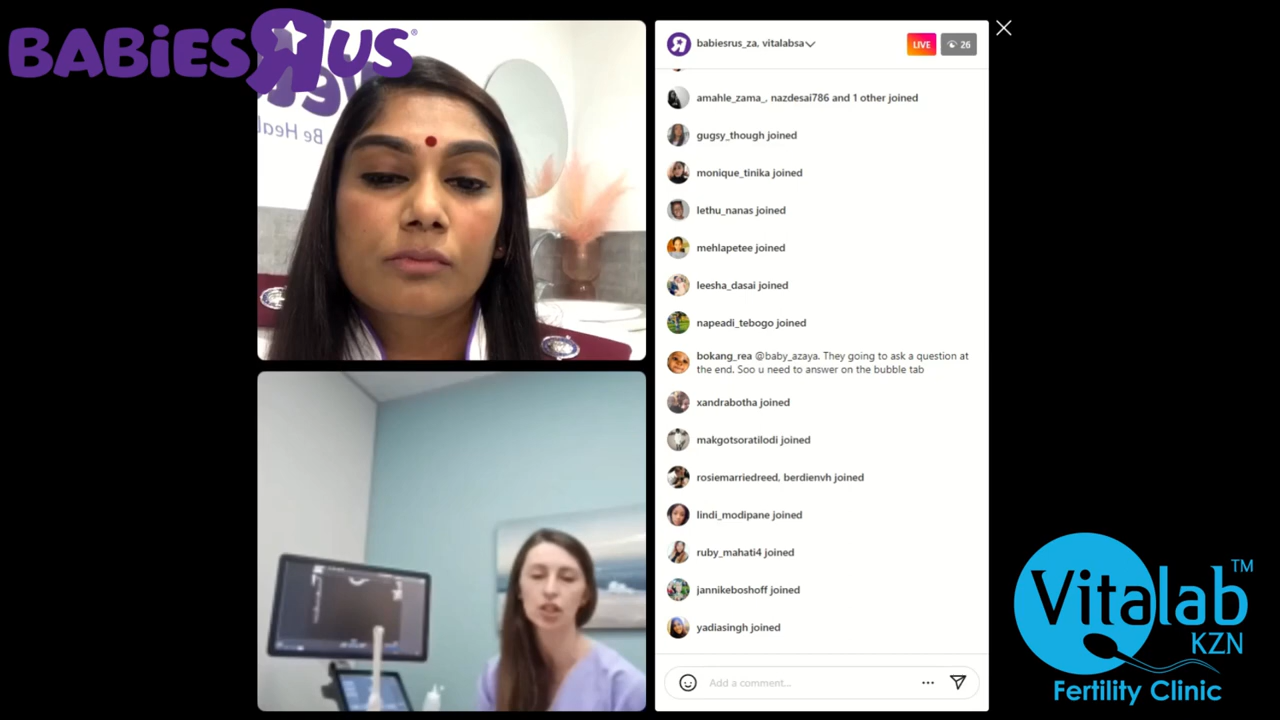 BABiESRUS®
Be Heal
babiesrus_za, vitalabsa
LIVE
26
amahle_zama_, nazdesai786 and 1 other joined
gugsy_though joined
monique_tinika joined
lethu_nanas joined
mehlapetee joined
leesha_dasai joined
napeadi_tebogo joined
bokang_rea @baby_azaya. They going to ask a question at
the end. Soo u need to answer on the bubble tab
xandrabotha joined
makgotsoratilodi joined
rosiemarriedreed, berdienvh joined
lindi_modipane joined
ruby_mahati4 joined
jannikeboshoff joined
yadiasingh joined
Add a comment...
Vitalab™
KZN
Fertility Clinic